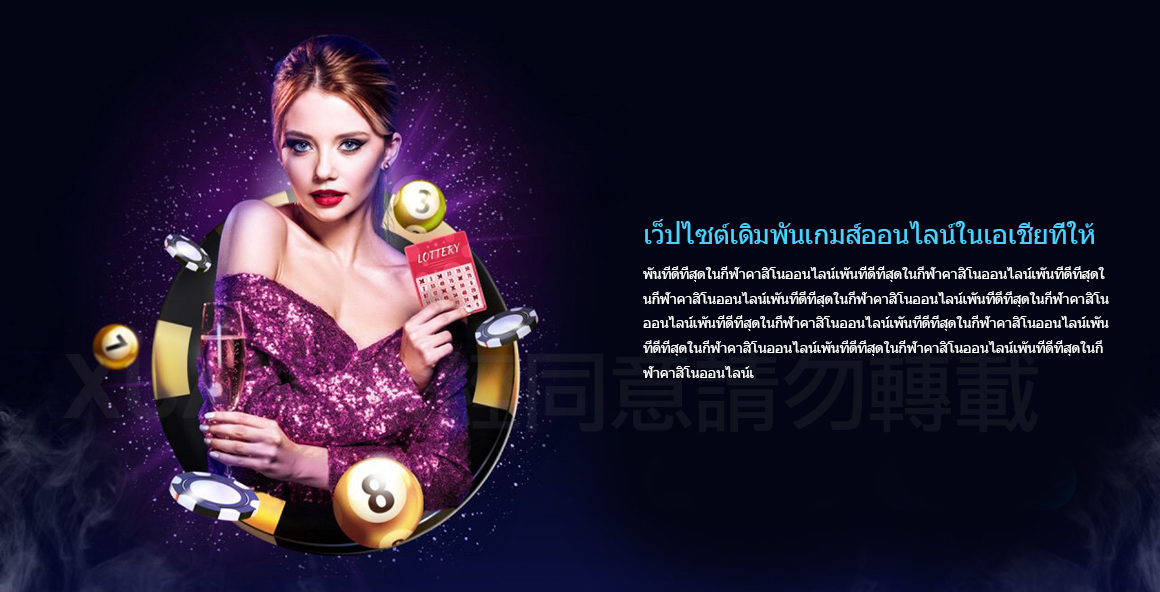 LOTTERY
3
7
8
เว็ปไซต์เดิมพันเกมส์ออนไลน์ในเอเชียที่ให้
พันที่ดีที่สุดในกีฬาคาสิโนออนไลน์เพันที่ดีที่สุดในกีฬาคาสิโนออนไลน์เพันที่ดีที่สุดใ
นกีฬาคาสิโนออนไลน์เพันที่ดีที่สุดในกีฬาคาสิโนออนไลน์เพันที่ดีที่สุดในกีฬาคาสิโน
ออนไลน์เพันที่ดีที่สุดในกีฬาคาสิโนออนไลน์เพันที่ดีที่สุดในกีฬาคาสิโนออนไลน์เพัน
ที่ดีที่สุดในกีฬาคาสิโนออนไลน์เพันที่ดีที่สุดในกีฬาคาสิโนออนไลน์เพันที่ดีที่สุดในกี
ฬาคาสิโนออนไลน์เ
同意請勿轉載